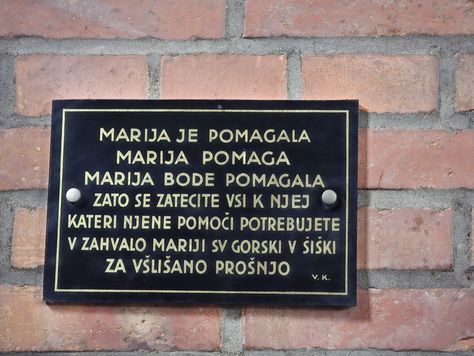 MARIJA JE POMAGALA
MARIJA POMAGA
MARIJA BODE POMAGALA
ZATO SE ZATECITE VSI K NJEJ
KATERI NJENE POMOČI POTREBUJETE
V ZAHVALO MARIJI SV GORSKI V ŠIŠKI
ZA VŠLIŠANO PROŠNJO
V. K.